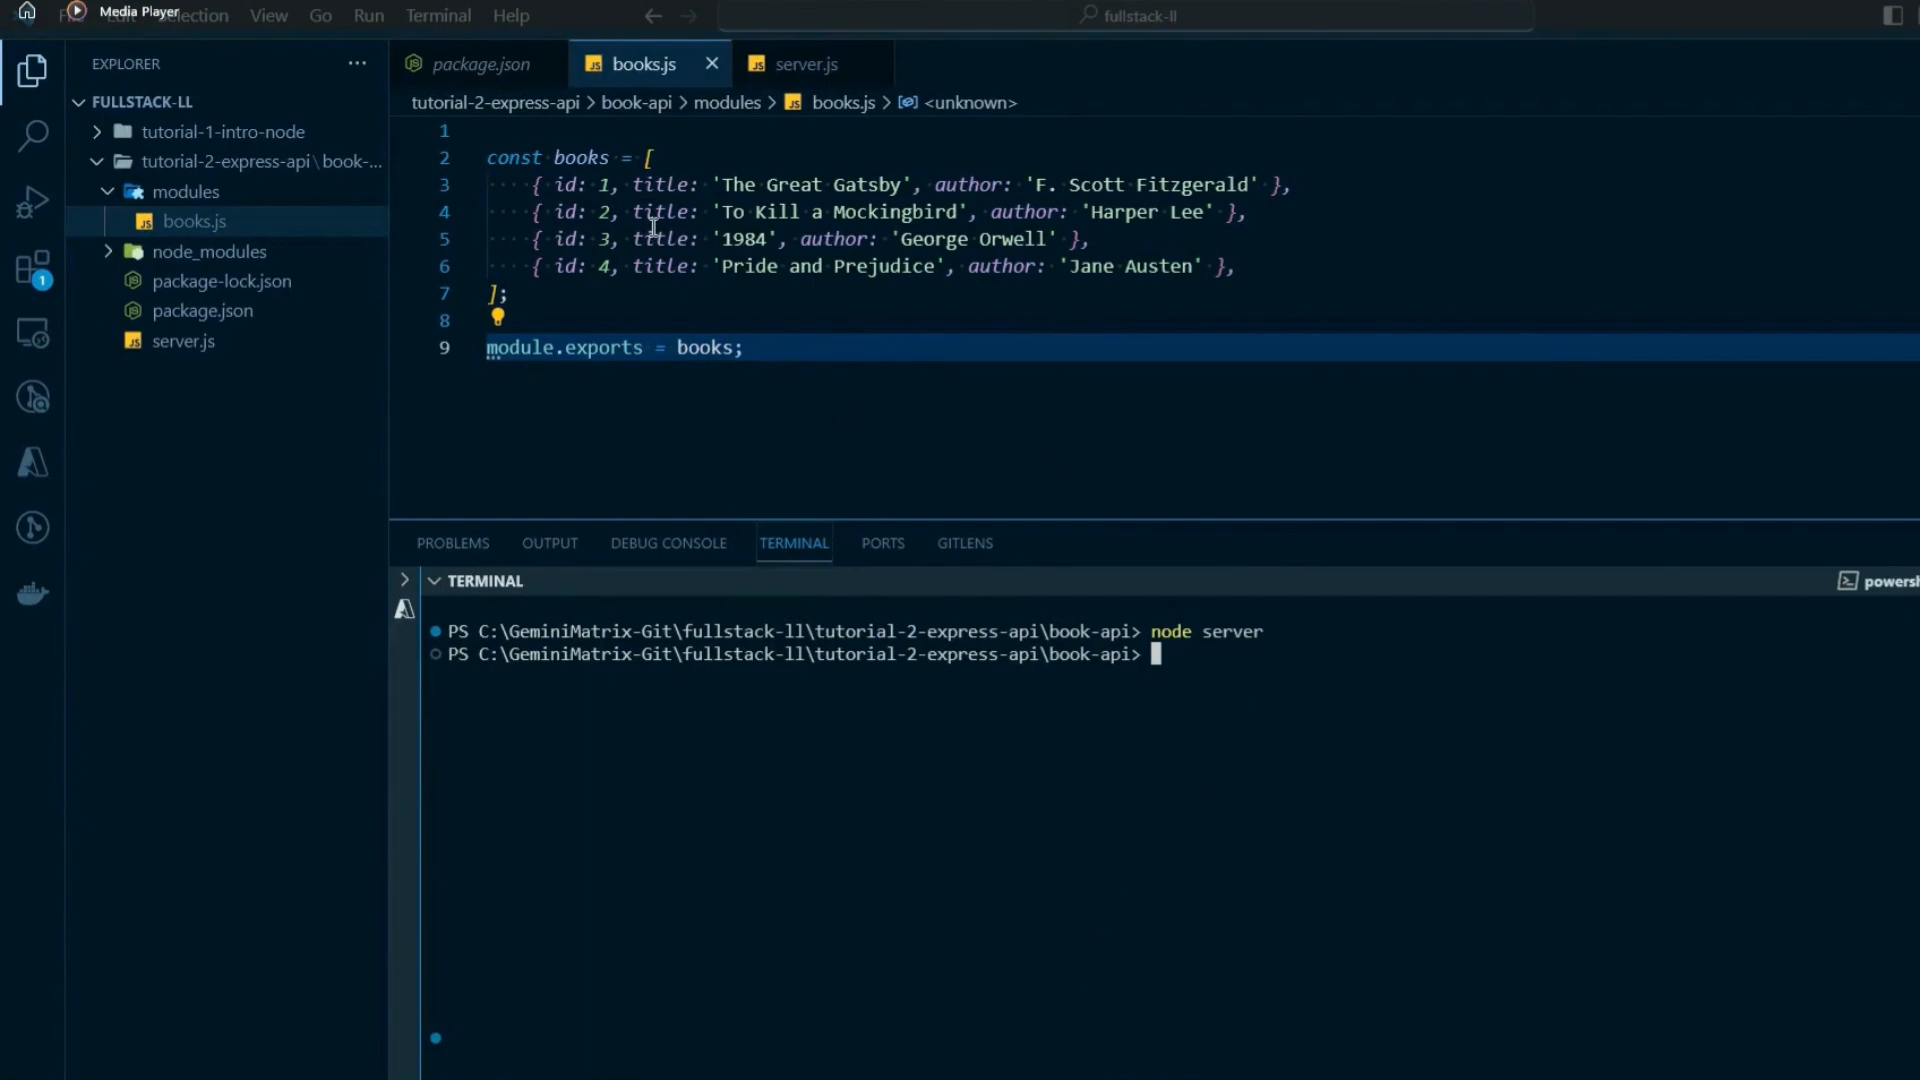 Media Player
Selection View Go Run Terminal Help
fullstack-ll
EXPLORER
package.json
books.js
server.js
FULLSTACK-LL
tutorial-2-express-api > book-api > modules > books.js > <unknown>
tutorial-1-intro-node
tutorial-2-express-api\book-...
modules
books.js
node_modules
package-lock.json
package.json
server.js
1
1
2 const books = [
3 { id: 1, title: 'The Great Gatsby', author: 'F. Scott Fitzgerald' },
4 { id: 2, title: 'To Kill a Mockingbird', author: 'Harper Lee' },
5 { id: 3, title: '1984', author: 'George Orwell' },
6 { id: 4, title: 'Pride and Prejudice', author: 'Jane Austen' },
7 ];
8
9 module.exports = books;
PROBLEMS OUTPUT DEBUG CONSOLE TERMINAL PORTS GITLENS
TERMINAL
powersh
PS C:\GeminiMatrix-Git\fullstack-ll\tutorial-2-express-api\book-api> node server
PS C:\GeminiMatrix-Git\fullstack-ll\tutorial-2-express-api\book-api>